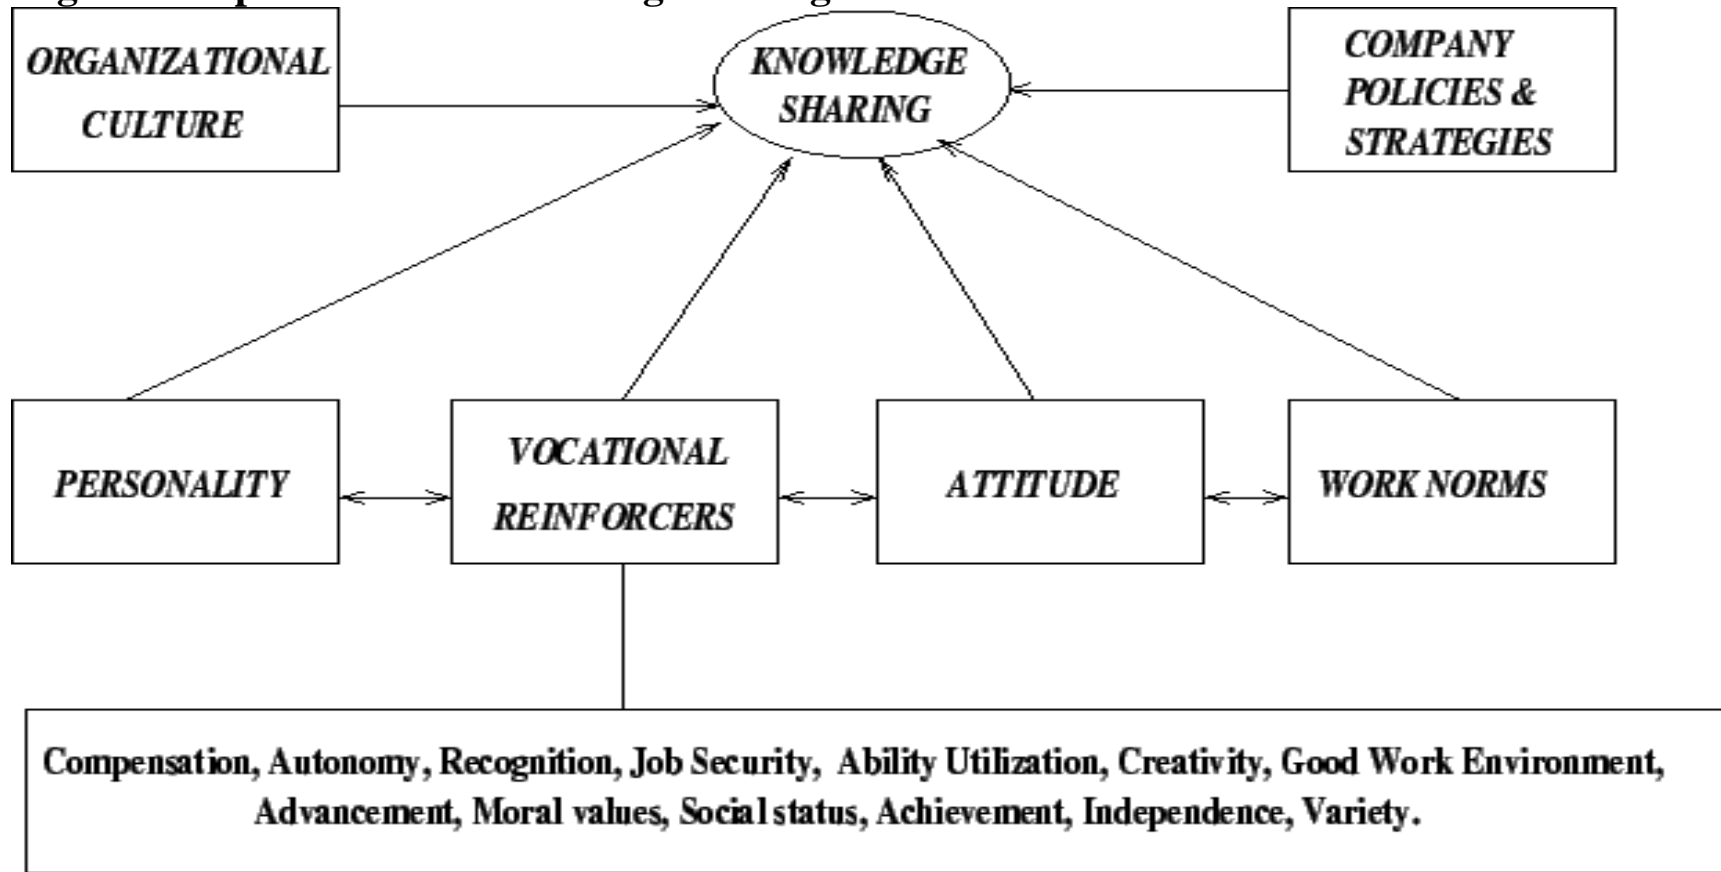 ORGANIZATIONAL
CULTURE
KNOWLEDGE
SHARING
COMPANY
POLICIES &
STRATEGIES
PERSONALITY
VOCATIONAL
REINFORCERS
ATTITUDE
WORK NORMS
Compensation, Autonomy, Recognition, Job Security, Ability Utilization, Creativity, Good Work Environment,
Advancement, Moral values, Social status, Achievement, Independence, Variety.